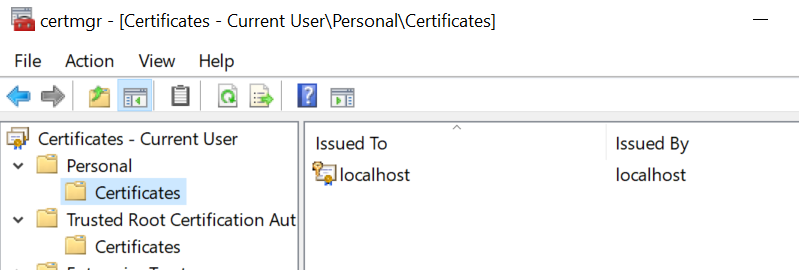 certmgr - [Certificates - Current User\Personal\Certificates]
File Action View Help
Certificates - Current User
Personal
Certificates
Trusted Root Certification Aut
Certificates
Issued To Issued By
localhost localhost